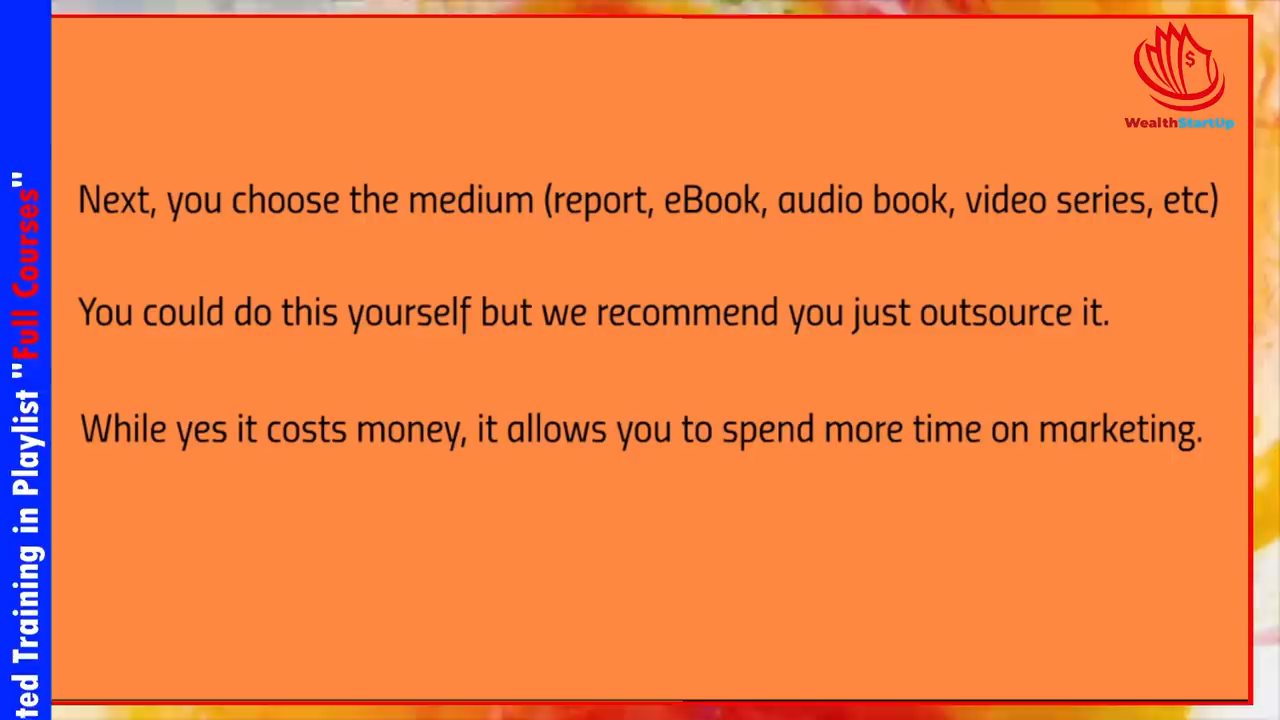 WealthStartUp
Next, you choose the medium (report, eBook, audio book, video series, etc)
You could do this yourself but we recommend you just outsource it.
While yes it costs money, it allows you to spend more time on marketing.
Training in Playlist "Full Courses"